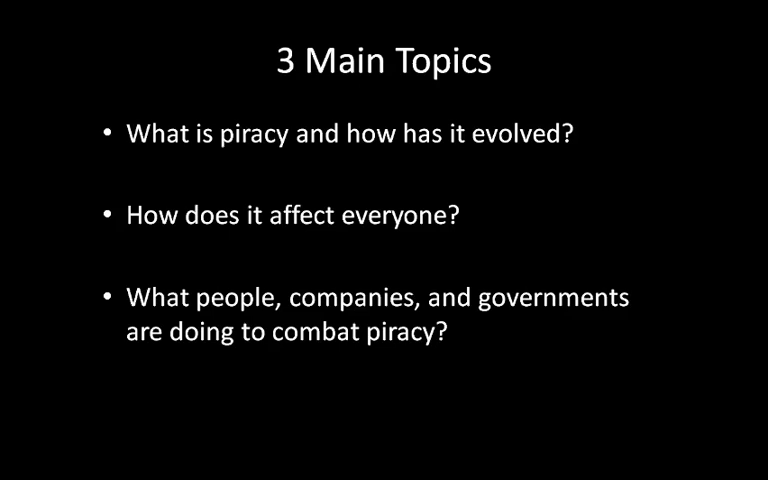 3 Main Topics
• What is piracy and how has it evolved?
• How does it affect everyone?
• What people, companies, and governments
are doing to combat piracy?